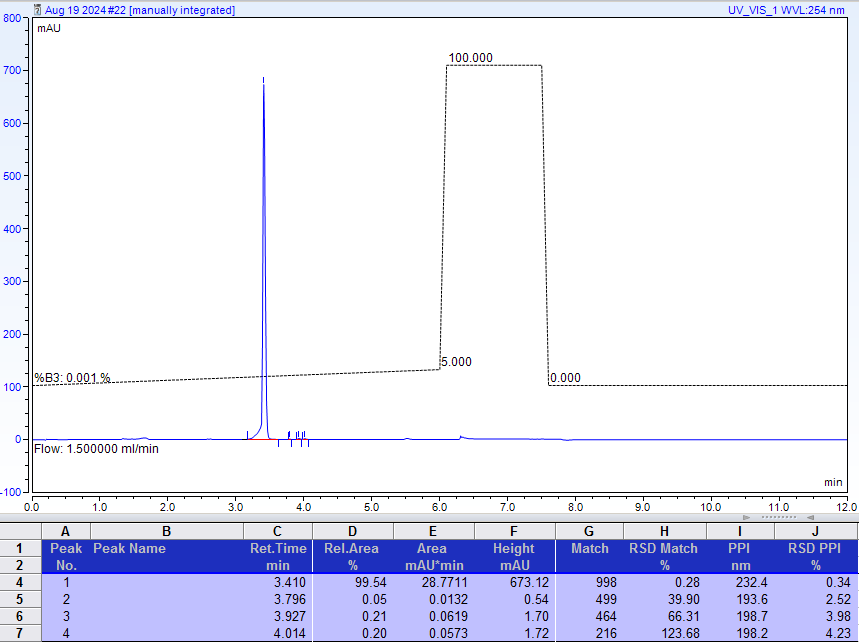 Aug 19 2024 #22 [manually integrated] UV_VIS_1 WVL:254 nm
800
mAU
100.000
700
600
500
400
300
200
5.000
%B3: 0.001 % 0.000
100
0
Flow: 1.500000 ml/min
min
-100
0.0 1.0 2.0 3.0 4.0 5.0 6.0 7.0 8.0 9.0 10.0 11.0 12.0
A B C D E F G H I J
1 Peak Peak Name Ret.Time Rel.Area Area Height Match RSD Match PPI RSD PPI
2 No. min % mAU*min mAU % nm %
4 1 3.410 99.54 28.7711 673.12 998 0.28 232.4 0.34
5 2 3.796 0.05 0.0132 0.54 499 39.90 193.6 2.52
6 3 3.927 0.21 0.0619 1.70 464 66.31 198.7 3.98
7 4 4.014 0.20 0.0573 1.72 216 123.68 198.2 4.23